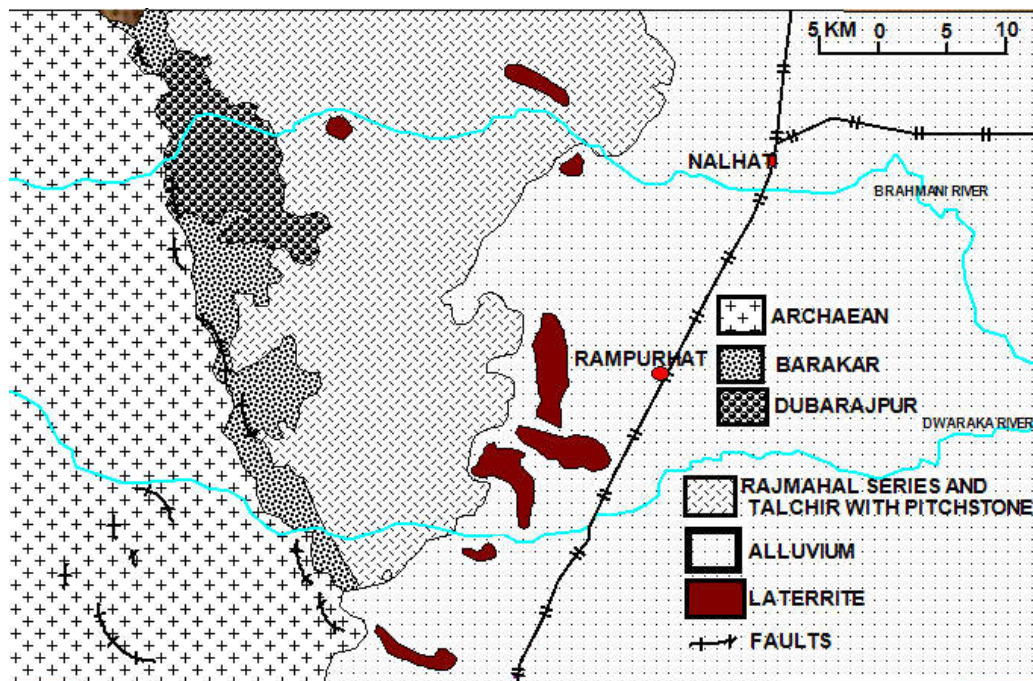 5 KM 0 5 10
NALHATI
BRAHMANI RIVER
ARCHAEAN
RAMPURHAT
BARAKAR
DUBARAJPUR
DWARAKA RIVER
RAJMAHAL SERIES AND
TALCHIR WITH PITCHSTONE
ALLUVIUM
LATERRITE
FAULTS